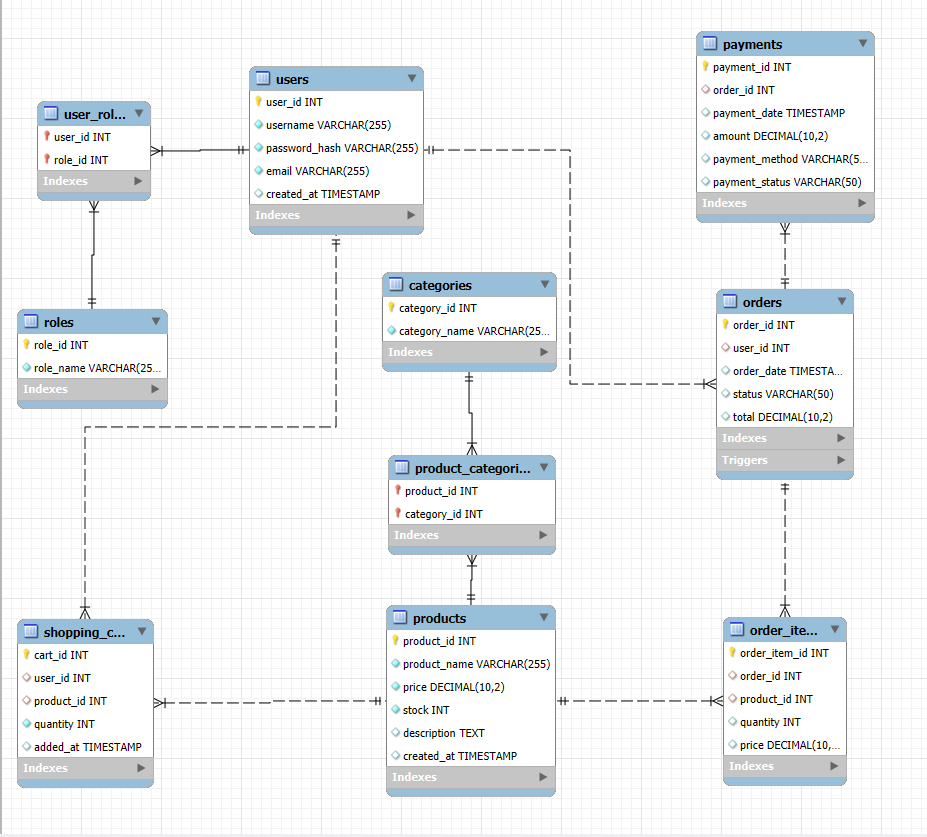 payments
payment_id INT
order_id INT
payment_date TIMESTAMP
amount DECIMAL(10,2)
payment_method VARCHAR(5...
payment_status VARCHAR(50)
Indexes
users
user_id INT
username VARCHAR(255)
password_hash VARCHAR(255)
email VARCHAR(255)
created_at TIMESTAMP
Indexes
user_rol...
user_id INT
role_id INT
Indexes
categories
category_id INT
category_name VARCHAR(25...
Indexes
orders
order_id INT
user_id INT
order_date TIMESTA...
status VARCHAR(50)
total DECIMAL(10,2)
Indexes
Triggers
roles
role_id INT
role_name VARCHAR(25...
Indexes
product_categori...
product_id INT
category_id INT
Indexes
shopping_c...
cart_id INT
user_id INT
product_id INT
quantity INT
added_at TIMESTAMP
Indexes
products
product_id INT
product_name VARCHAR(255)
price DECIMAL(10,2)
stock INT
description TEXT
created_at TIMESTAMP
Indexes
order_ite...
order_item_id INT
order_id INT
product_id INT
quantity INT
price DECIMAL(10,...
Indexes